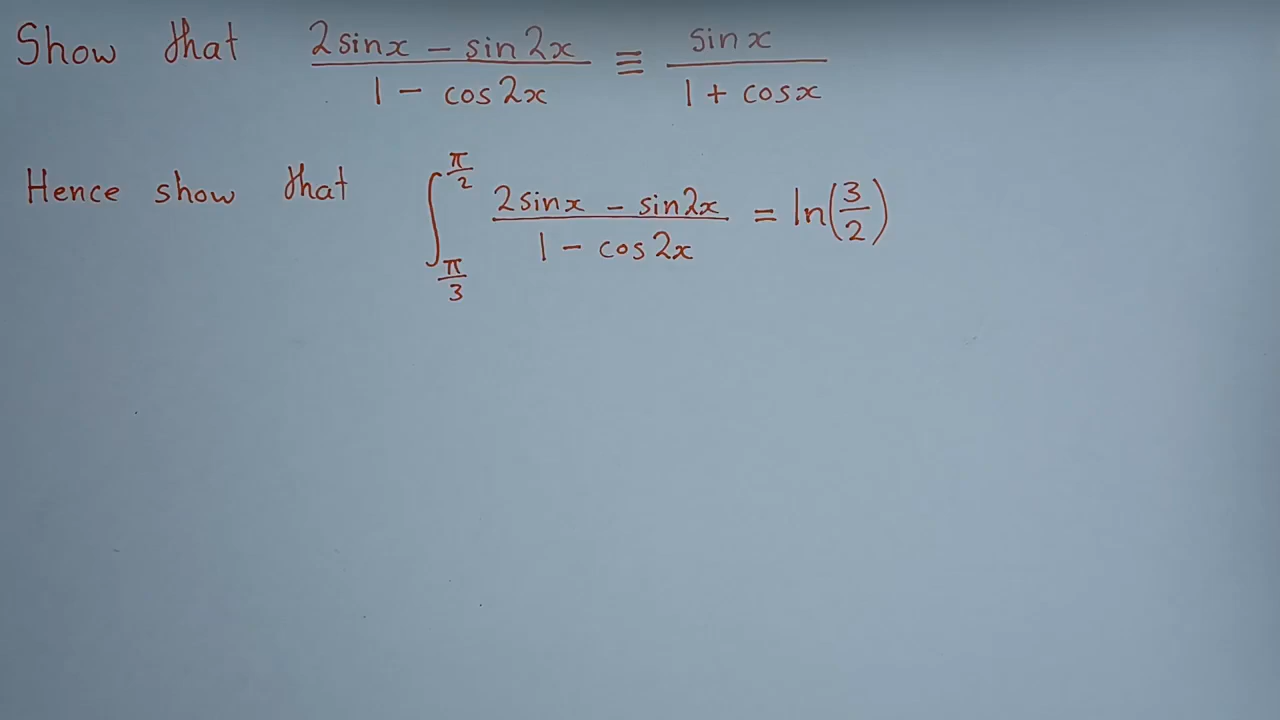 Show that (2sinx - sin2x)/(1 - cos2x) ≡ sinx/(1 + cosx)
Hence show that ∫_{π/3}^{π/2} (2sinx - sin2x)/(1 - cos2x) = ln(3/2)